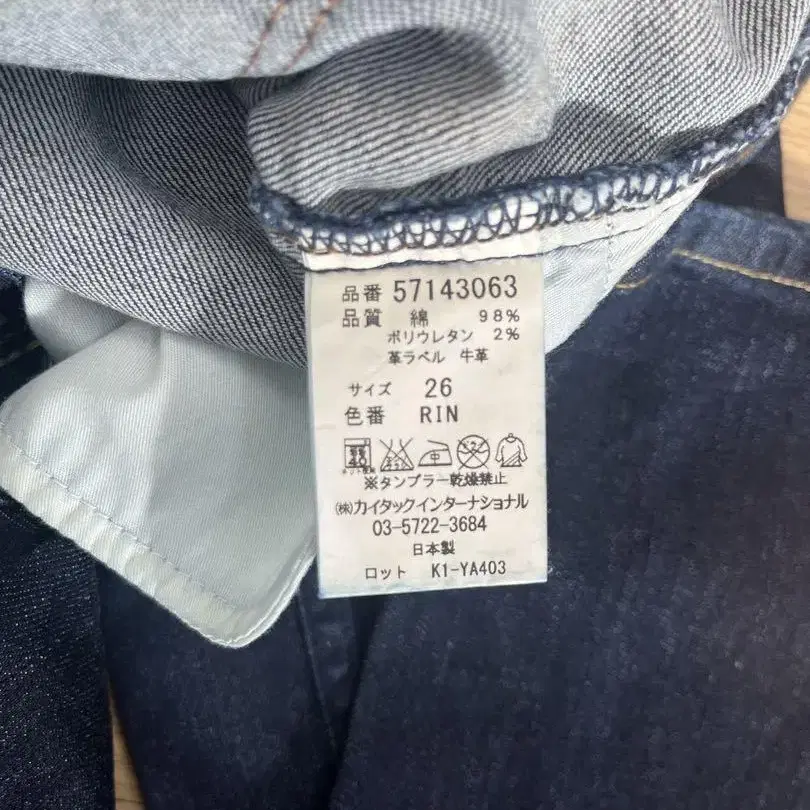 品番 57143063
品質 綿 98%
ポリウレタン 2%
革ラベル 牛革
サイズ 26
色番 RIN
40 中
※タンブラー乾燥禁止
㈱カイタックインターナショナル
03-5722-3684
日本製
ロット K1-YA403